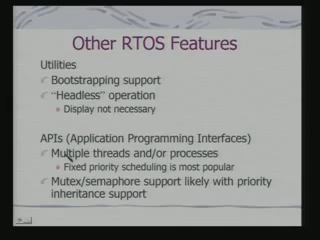 Other RTOS Features
Utilities
Bootstrapping support
"Headless" operation
Display not necessary
APIs (Application Programming Interfaces)
Multiple threads and/or processes
Fixed priority scheduling is most popular
Mutex/semaphore support likely with priority
inheritance support